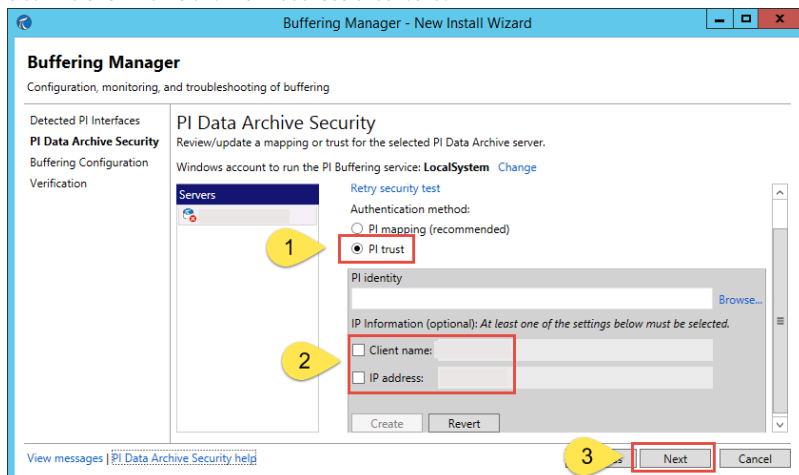 Buffering Manager - New Install Wizard
Buffering Manager
Configuration, monitoring, and troubleshooting of buffering
Detected PI Interfaces
PI Data Archive Security
Buffering Configuration
Verification
PI Data Archive Security
Review/update a mapping or trust for the selected PI Data Archive server.
Windows account to run the PI Buffering service: LocalSystem Change
Servers
Retry security test
Authentication method:
PI mapping (recommended)
1
PI trust
PI identity
Browse...
IP Information (optional): At least one of the settings below must be selected.
2
Client name:
IP address:
Create Revert
View messages | PI Data Archive Security help
3
Next Cancel